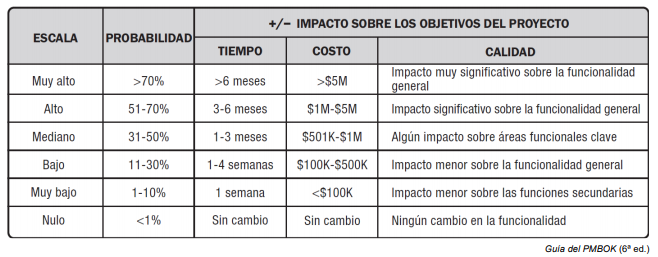 ESCALA PROBABILIDAD +/− IMPACTO SOBRE LOS OBJETIVOS DEL PROYECTO
TIEMPO COSTO CALIDAD
Muy alto >70% >6 meses >$5M Impacto muy significativo sobre la funcionalidad
general
Alto 51-70% 3-6 meses $1M-$5M Impacto significativo sobre la funcionalidad general
Mediano 31-50% 1-3 meses $501K-$1M Algún impacto sobre áreas funcionales clave
Bajo 11-30% 1-4 semanas $100K-$500K Impacto menor sobre la funcionalidad general
Muy bajo 1-10% 1 semana <$100K Impacto menor sobre las funciones secundarias
Nulo <1% Sin cambio Sin cambio Ningún cambio en la funcionalidad
Guía del PMBOK (6ª ed.)